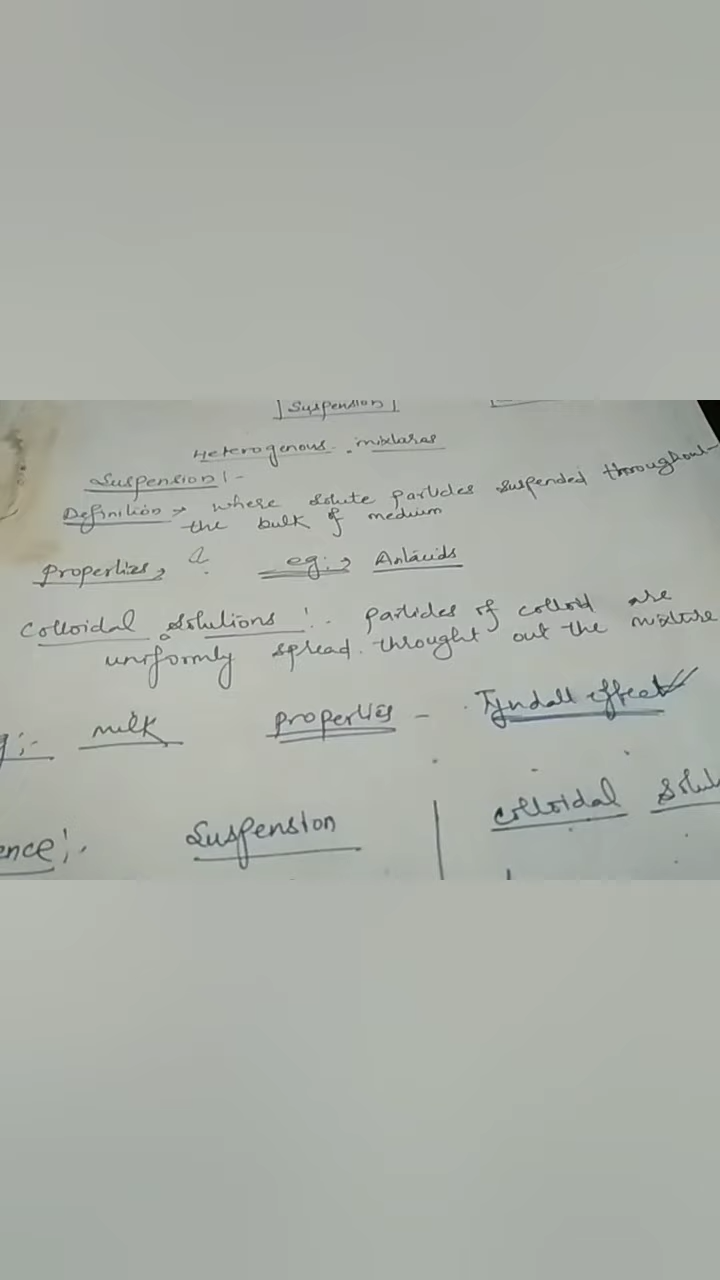 Suspension
Heterogenous mixtures
Suspension :-
Definition → where solute particles suspended throughout
the bulk of medium
Properties, eg: → Antacids
Colloidal solutions :- particles of colloid are
uniformly spread throught out the mixture
g :- milk properties - Tyndall effect
ence :- Suspension colloidal Solut